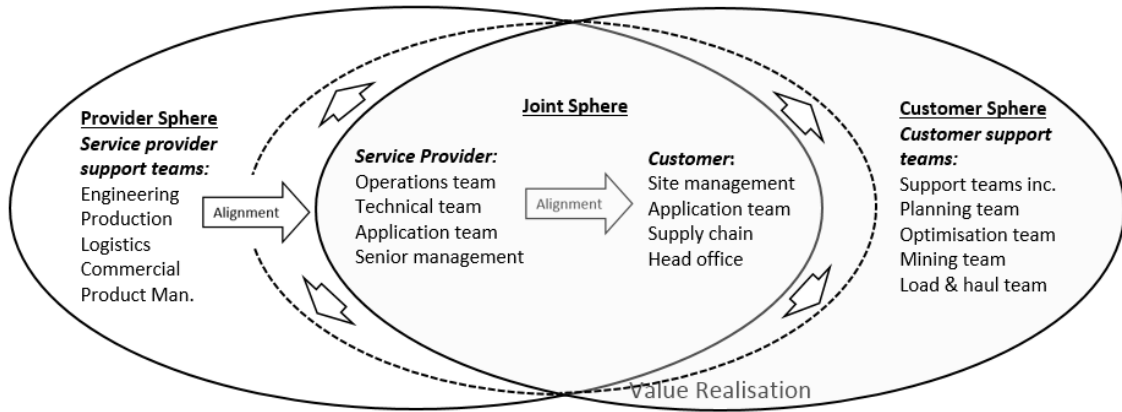 Provider Sphere
Service provider
support teams:
Engineering
Production
Logistics
Commercial
Product Man.
Alignment
Joint Sphere
Service Provider:
Operations team
Technical team
Application team
Senior management
Alignment
Customer:
Site management
Application team
Supply chain
Head office
Customer Sphere
Customer support
teams:
Support teams inc.
Planning team
Optimisation team
Mining team
Load & haul team
Value Realisation